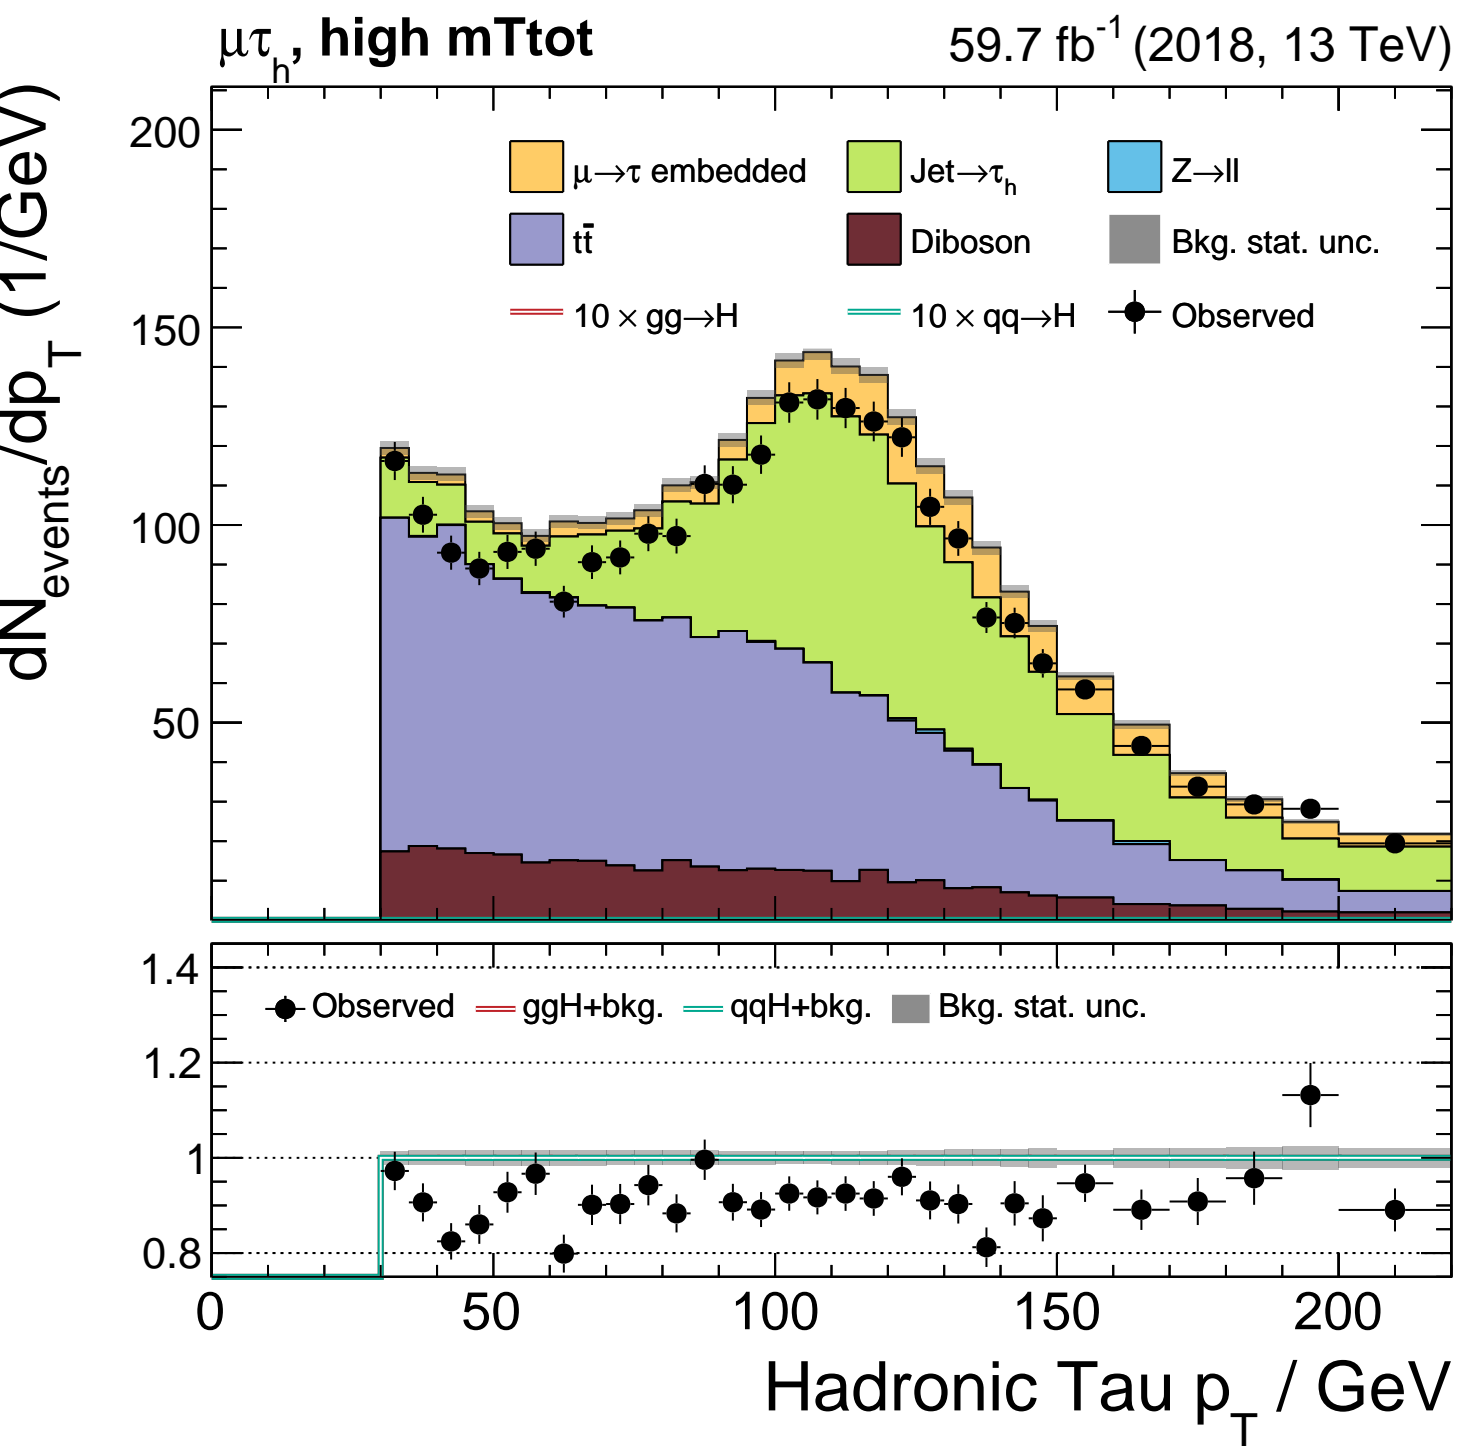 μτh, high mTtot 59.7 fb-1 (2018, 13 TeV)
dNevents/dpT (1/GeV)
200
150
100
50
μ→τ embedded Jet→τh Z→ll
tt̄ Diboson Bkg. stat. unc.
10 × gg→H 10 × qq→H Observed
1.4
1.2
1
0.8
Observed ggH+bkg. qqH+bkg. Bkg. stat. unc.
0 50 100 150 200
Hadronic Tau pT / GeV